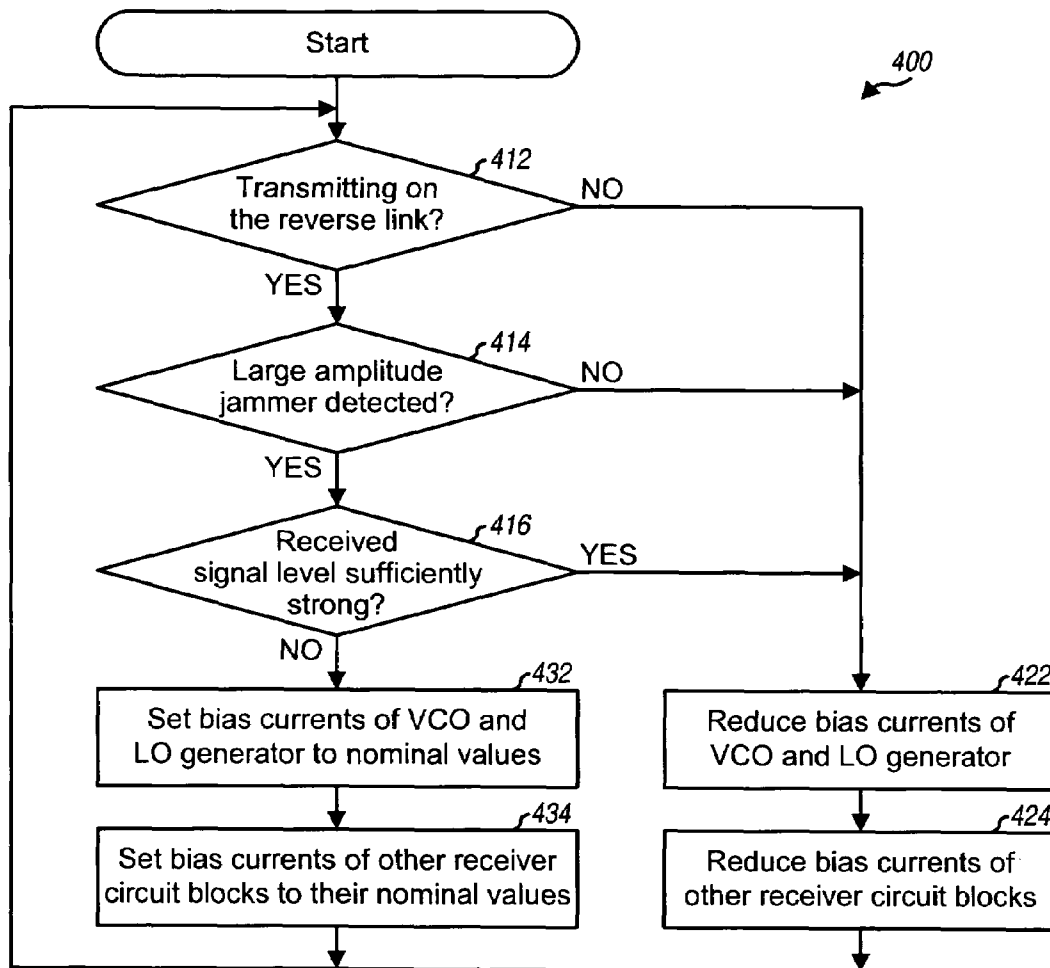 Start
400
412
Transmitting on
the reverse link?
NO
YES
414
Large amplitude
jammer detected?
NO
YES
416
Received
signal level sufficiently
strong?
YES
NO
432
Set bias currents of VCO and
LO generator to nominal values
422
Reduce bias currents of
VCO and LO generator
434
Set bias currents of other receiver
circuit blocks to their nominal values
424
Reduce bias currents of
other receiver circuit blocks